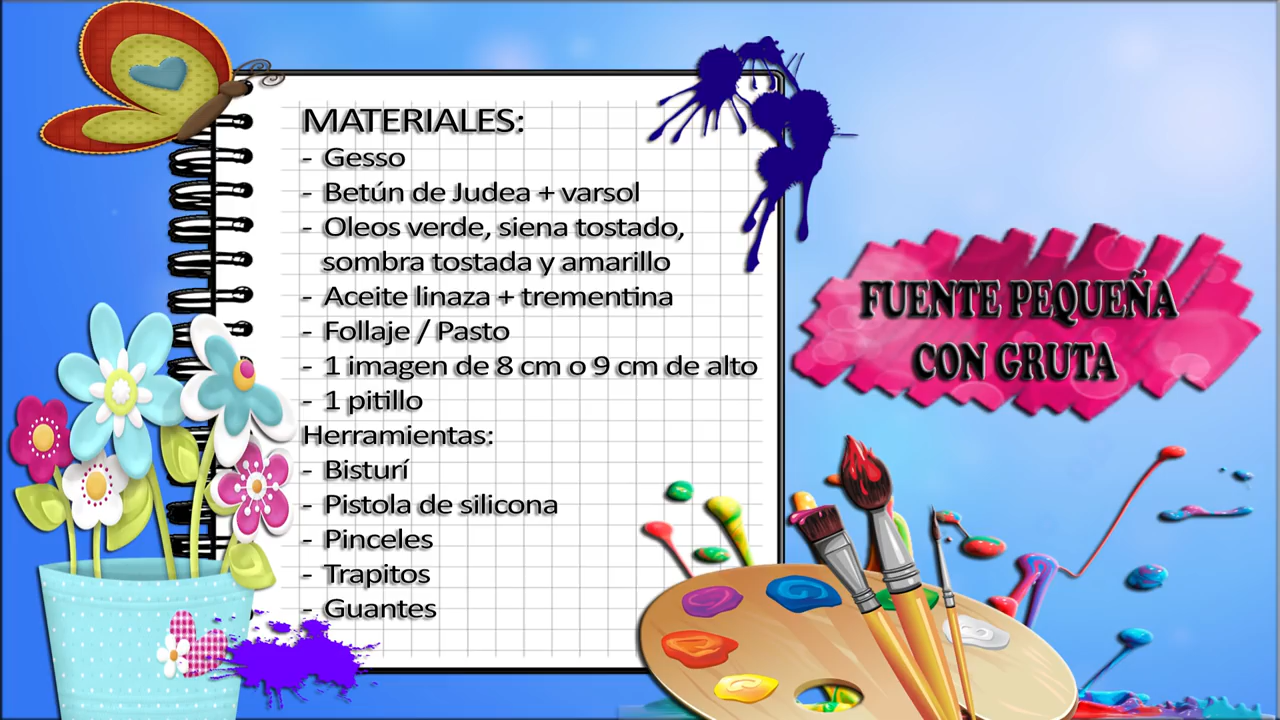 MATERIALES:
- Gesso
- Betún de Judea + varsol
- Oleos verde, siena tostado,
sombra tostada y amarillo
- Aceite linaza + trementina
- Follaje / Pasto
- 1 imagen de 8 cm o 9 cm de alto
- 1 pitillo
Herramientas:
- Bisturí
- Pistola de silicona
- Pinceles
- Trapitos
- Guantes
FUENTE PEQUEÑA
CON GRUTA